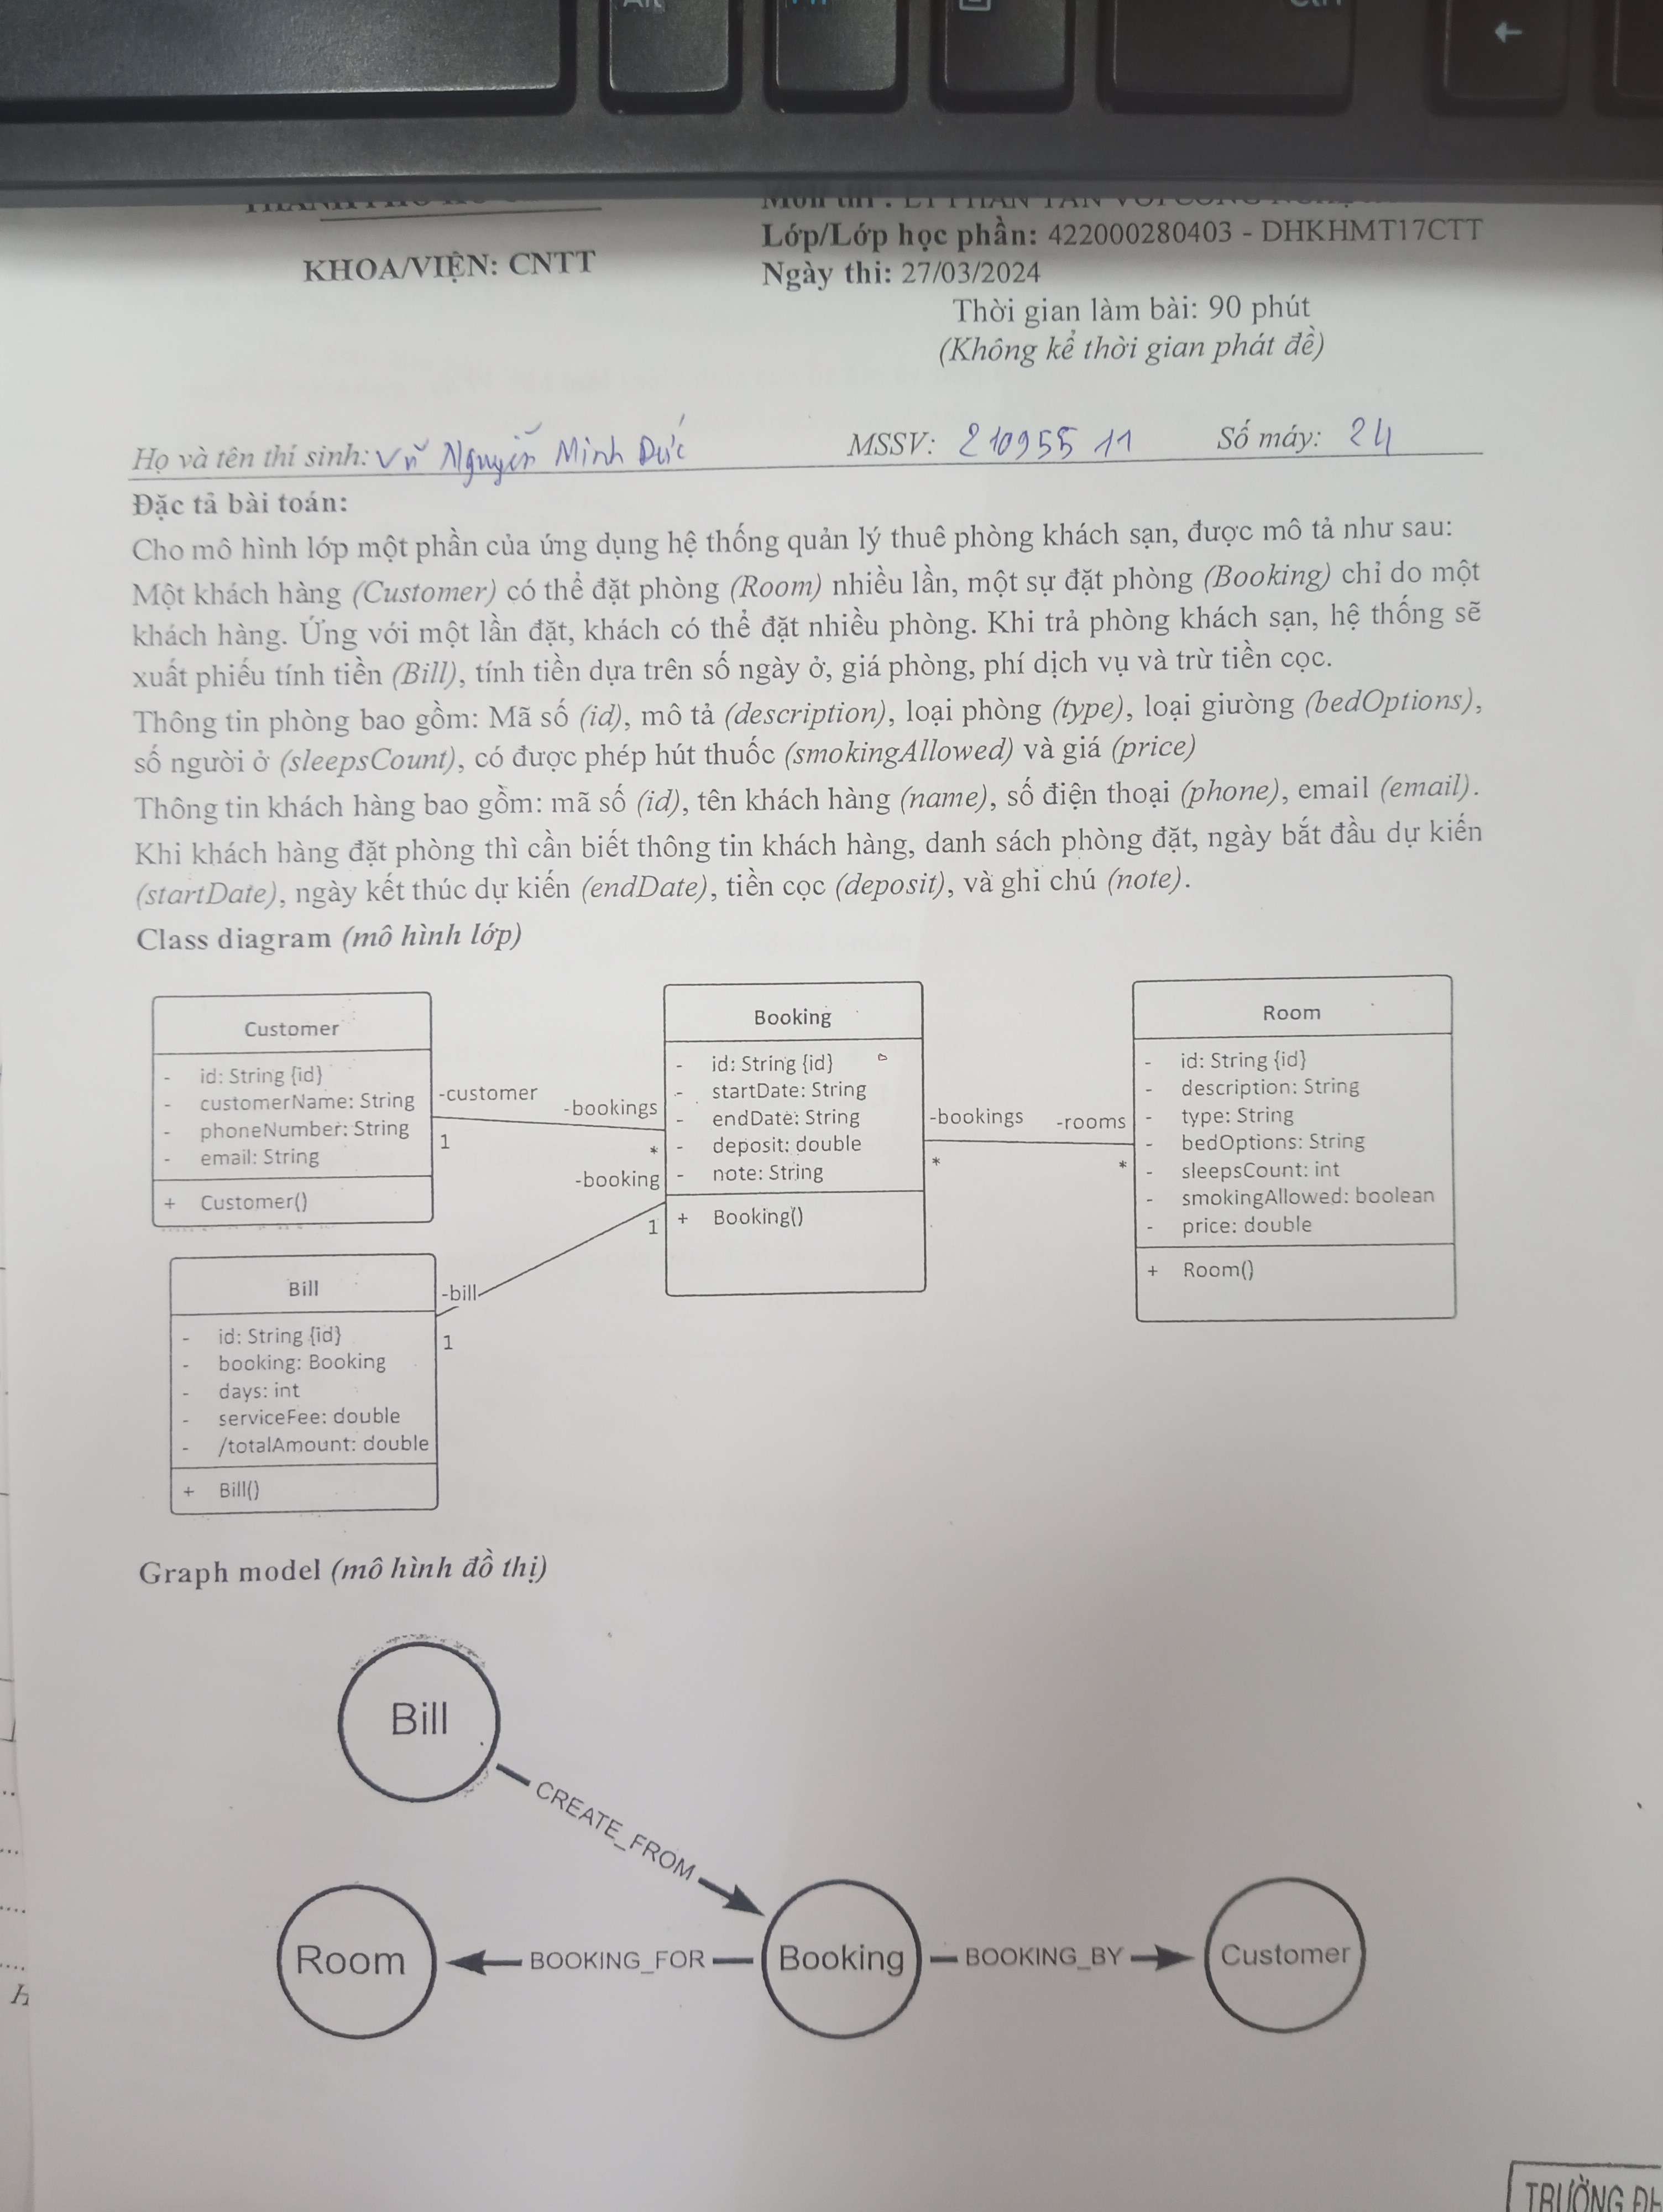 Alt
Ctrl
KHOA/VIỆN: CNTT
Lớp/Lớp học phần: 422000280403 - DHKHMT17CTT
Ngày thi: 27/03/2024
Thời gian làm bài: 90 phút
(Không kể thời gian phát đề)
Họ và tên thí sinh: Vũ Nguyễn Minh Đức MSSV: 21095511 Số máy: 24
Đặc tả bài toán:
Cho mô hình lớp một phần của ứng dụng hệ thống quản lý thuê phòng khách sạn, được mô tả như sau:
Một khách hàng (Customer) có thể đặt phòng (Room) nhiều lần, một sự đặt phòng (Booking) chỉ do một
khách hàng. Ứng với một lần đặt, khách có thể đặt nhiều phòng. Khi trả phòng khách sạn, hệ thống sẽ
xuất phiếu tính tiền (Bill), tính tiền dựa trên số ngày ở, giá phòng, phí dịch vụ và trừ tiền cọc.
Thông tin phòng bao gồm: Mã số (id), mô tả (description), loại phòng (type), loại giường (bedOptions),
số người ở (sleepsCount), có được phép hút thuốc (smokingAllowed) và giá (price)
Thông tin khách hàng bao gồm: mã số (id), tên khách hàng (name), số điện thoại (phone), email (email).
Khi khách hàng đặt phòng thì cần biết thông tin khách hàng, danh sách phòng đặt, ngày bắt đầu dự kiến
(startDate), ngày kết thúc dự kiến (endDate), tiền cọc (deposit), và ghi chú (note).
Class diagram (mô hình lớp)
Customer
- id: String {id}
- customerName: String
- phoneNumber: String
- email: String
+ Customer()
-customer
1
-bookings
*
Booking
- id: String {id}
- startDate: String
- endDate: String
- deposit: double
- note: String
+ Booking()
-bookings
*
-rooms
*
Room
- id: String {id}
- description: String
- type: String
- bedOptions: String
- sleepsCount: int
- smokingAllowed: boolean
- price: double
+ Room()
-booking
1
-bill
1
Bill
- id: String {id}
- booking: Booking
- days: int
- serviceFee: double
- /totalAmount: double
+ Bill()
Graph model (mô hình đồ thị)
Bill
CREATE_FROM
Room
BOOKING_FOR
Booking
BOOKING_BY
Customer
TRƯỜNG ĐH